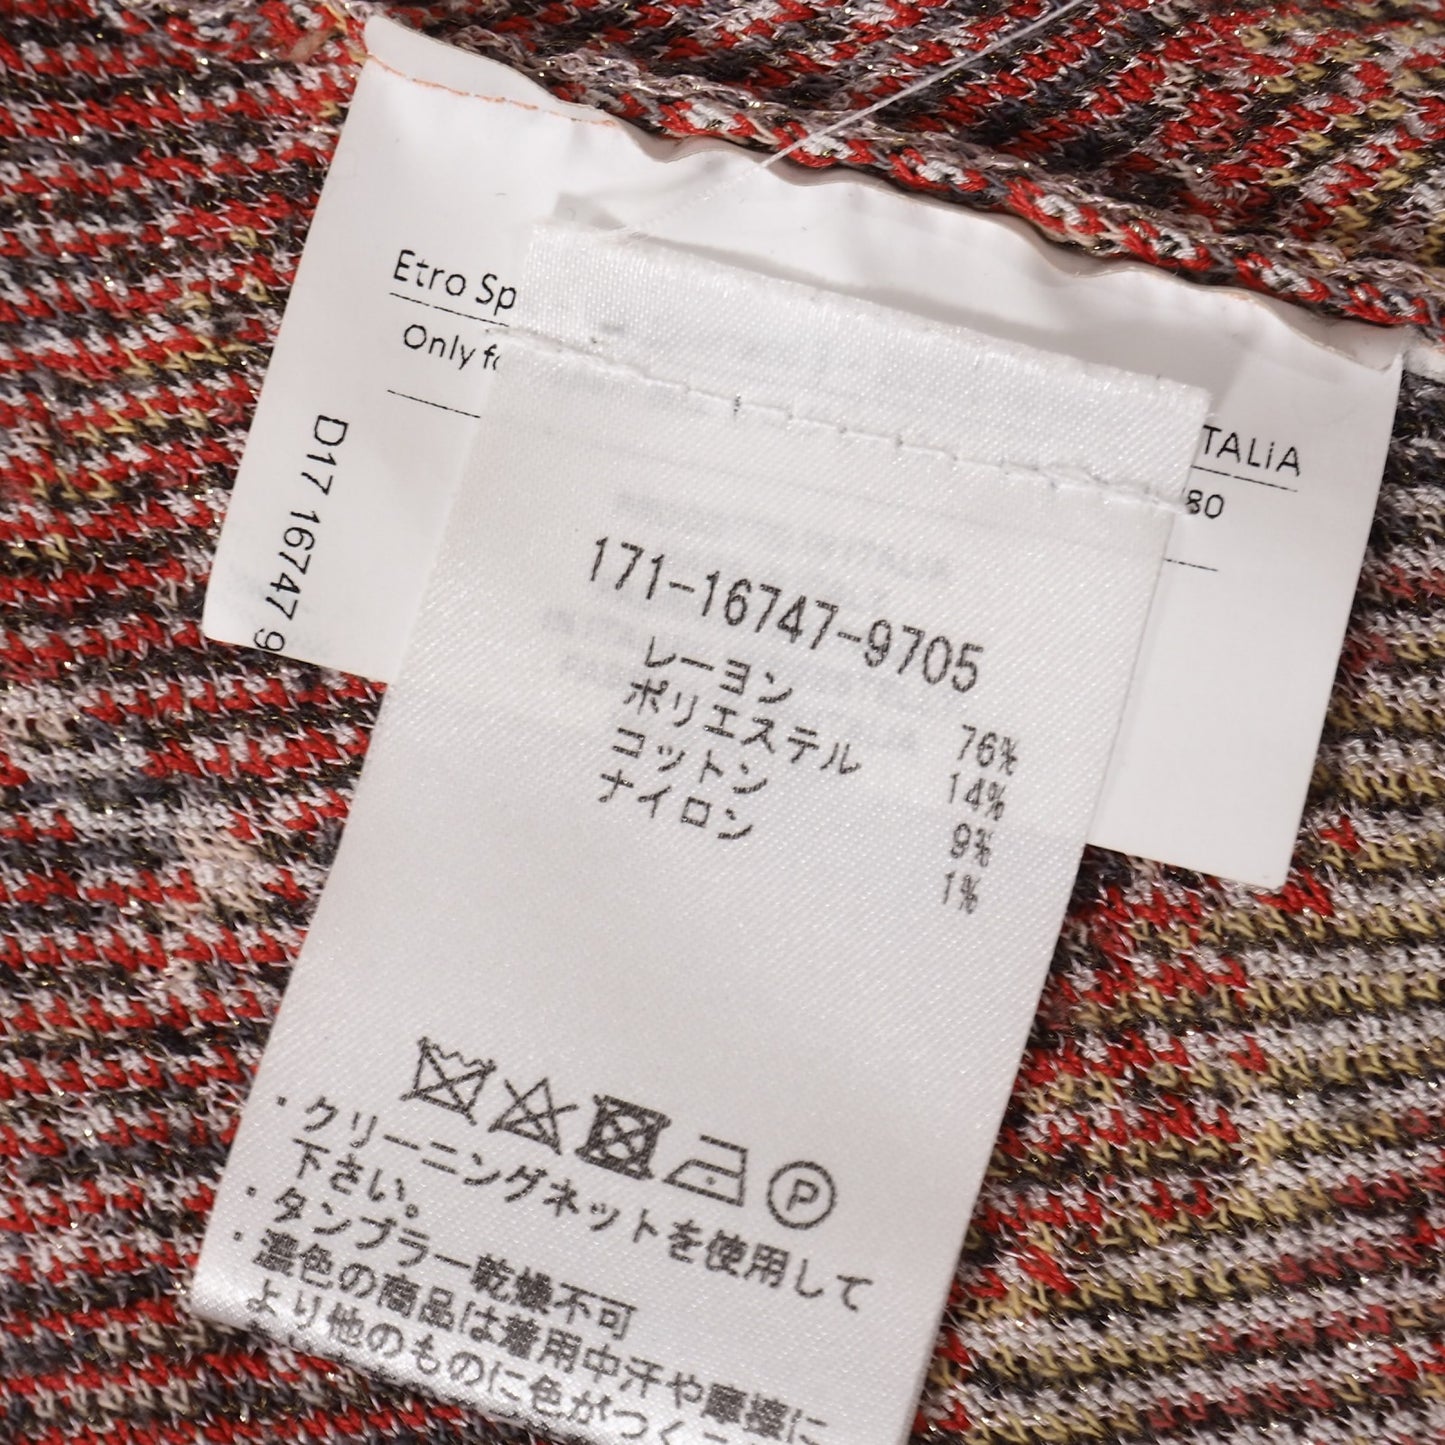 Etro Sp
TALiA
Only fo
80
D17 16747 9
171-16747-9705
レーヨン 76%
ポリエステル 14%
コットン 9%
ナイロン 1%
P
・クリーニングネットを使用して
下さい。
・タンブラー乾燥不可
・濃色の商品は着用中汗や摩擦に
より他のものに色がつく